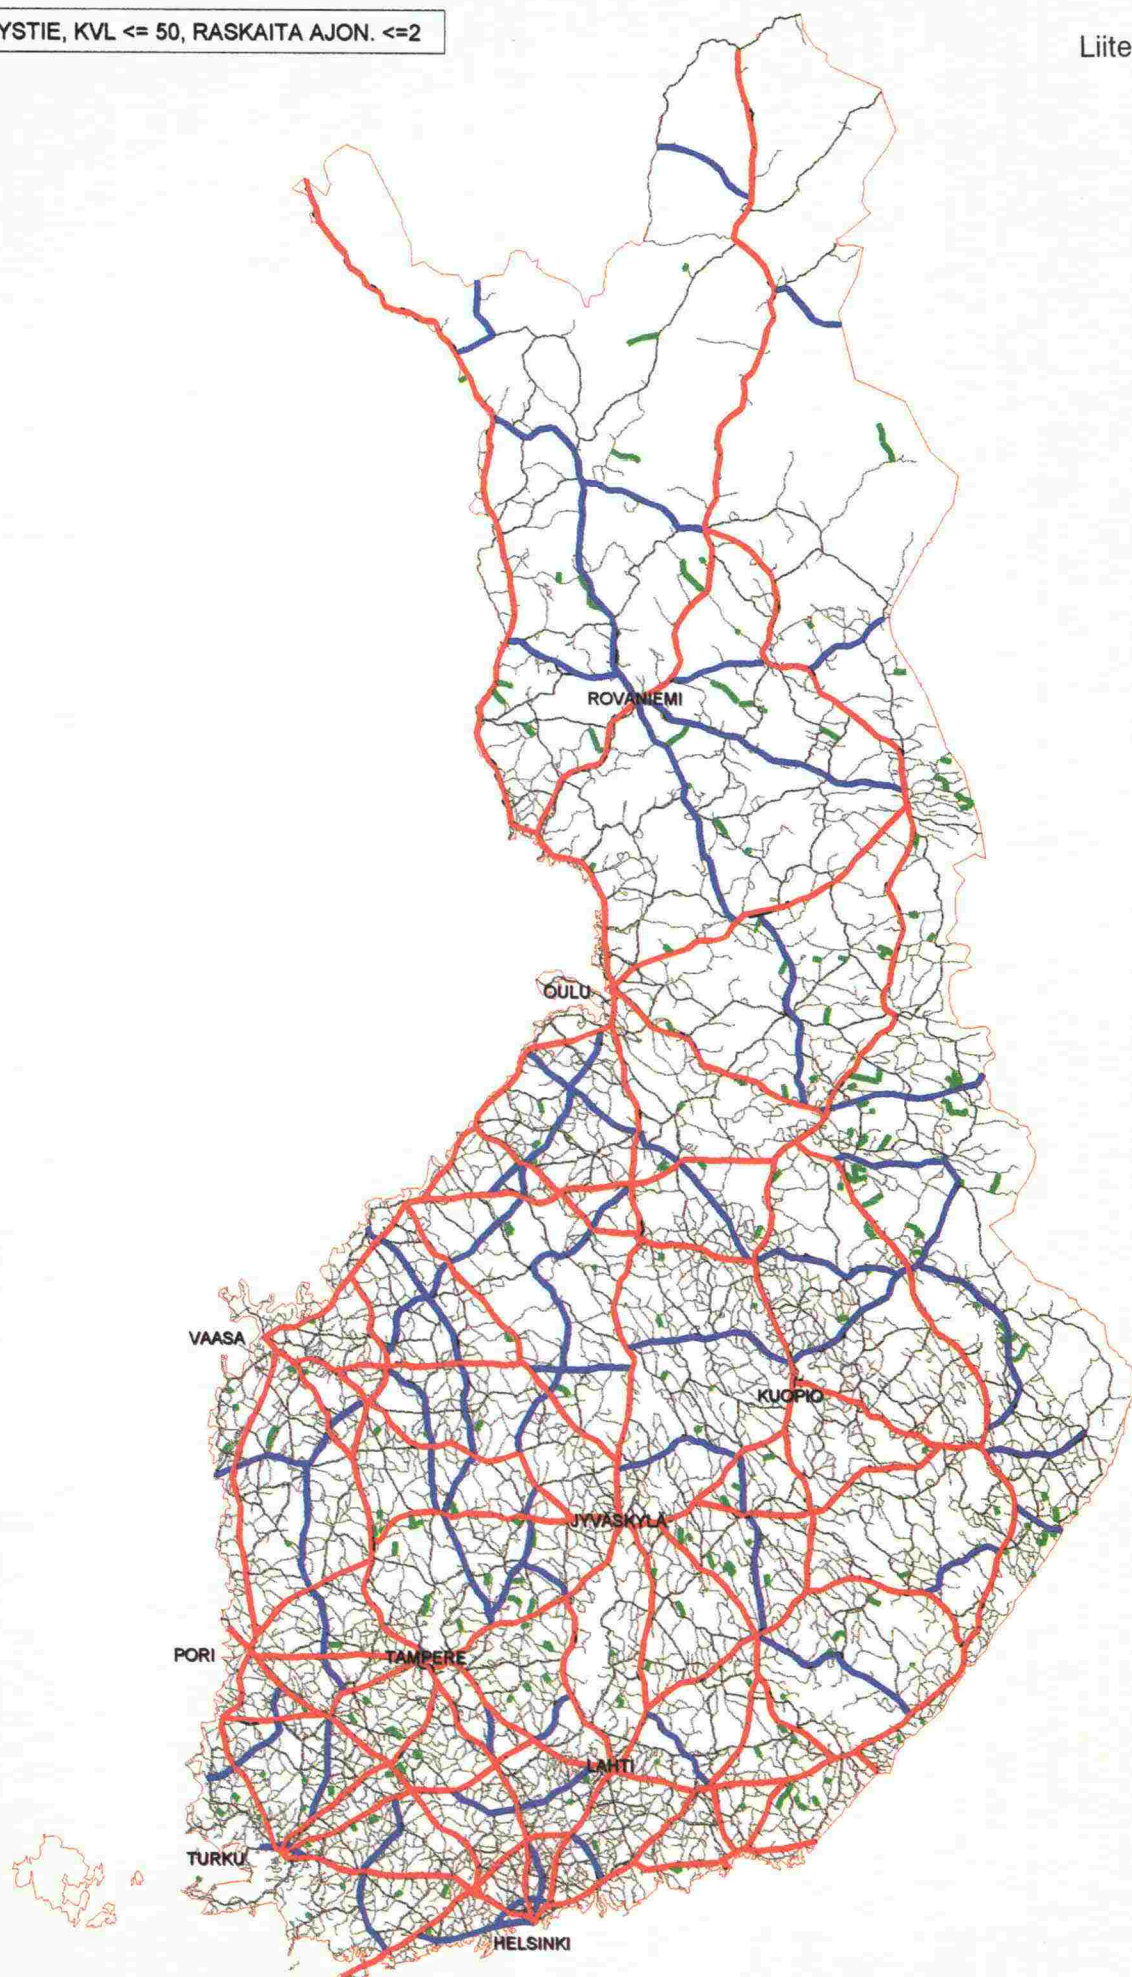 YSTIE, KVL <= 50, RASKAITA AJON. <=2
Liite
ROVANIEMI
OULU
VAASA
KUOPIO
JYVÄSKYLÄ
PORI
TAMPERE
LAHTI
TURKU
HELSINKI